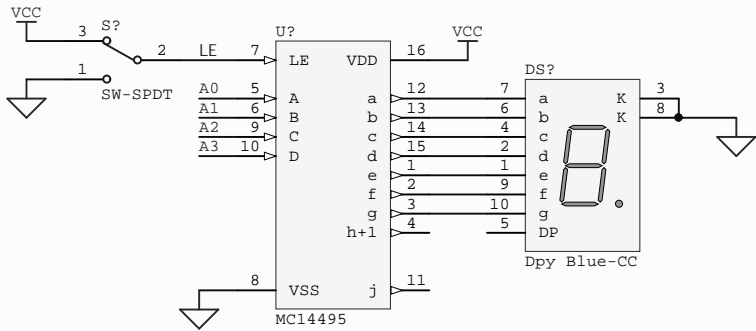 VCC
3 S?
2 LE
1
SW-SPDT
U?
7 LE VDD 16 VCC
A0 5 A a 12
A1 6 B b 13
A2 9 C c 14
A3 10 D d 15
e 1
f 2
g 3
h+1 4
8 VSS j 11
MC14495
DS?
7 a K 3
6 b K 8
4 c
2 d
1 e
9 f
10 g
5 DP
Dpy Blue-CC